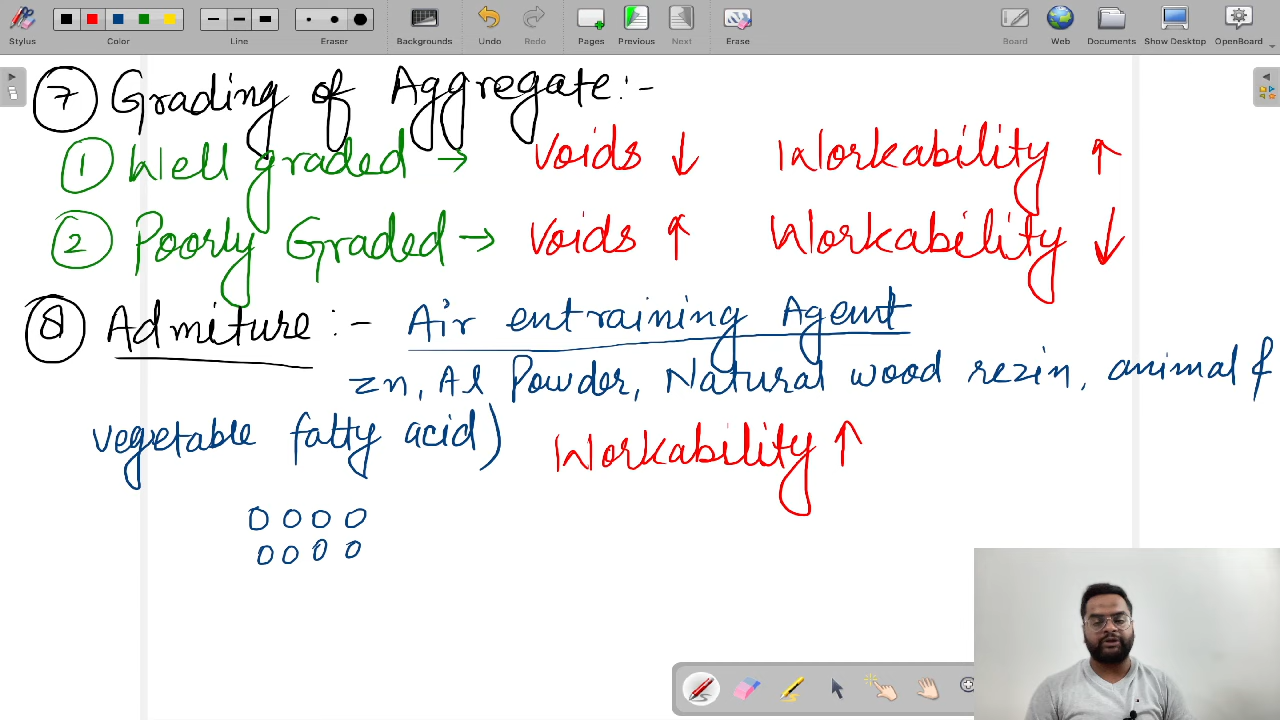 Stylus Color Line Eraser Backgrounds Undo Redo Pages Previous Next Erase Board Web Documents Show Desktop OpenBoard
7 Grading of Aggregate:-
1 Well graded → Voids ↓ Workability ↑
2 Poorly Graded → Voids ↑ Workability ↓
8 Admiture :- Air entraining Agent
Zn, Al Powder, Natural wood rezin, animal &
vegetable fatty acid) Workability ↑